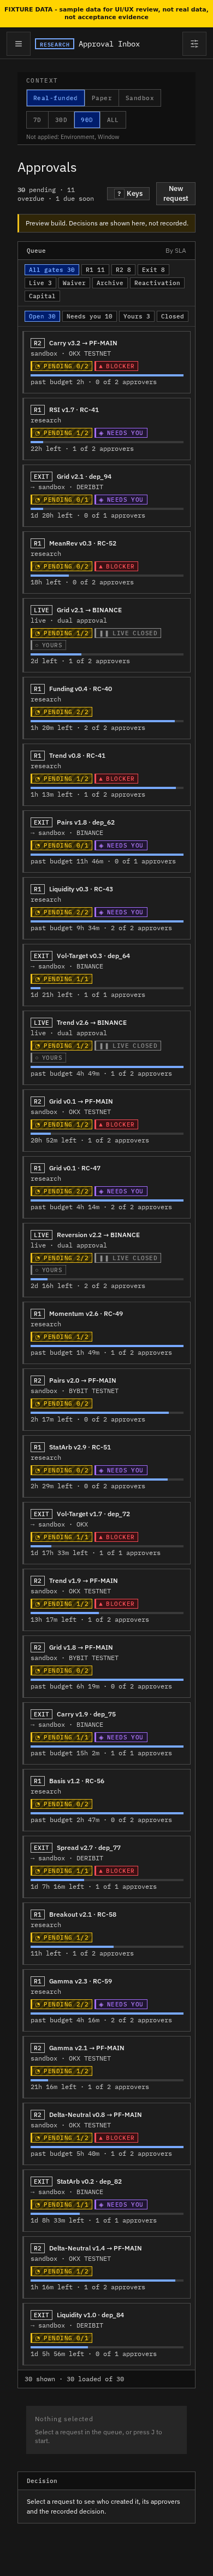 FIXTURE DATA - sample data for UI/UX review, not real data, not acceptance evidence
RESEARCH Approval Inbox
CONTEXT
Real-funded Paper Sandbox
7D 30D 90D ALL
Not applied: Environment, Window
Approvals
30 pending · 11 overdue · 1 due soon
? Keys
New request
Preview build. Decisions are shown here, not recorded.
Queue By SLA
All gates 30 R1 11 R2 8 Exit 8
Live 3 Waiver Archive Reactivation
Capital
Open 30 Needs you 10 Yours 3 Closed
R2 Carry v3.2 → PF-MAIN
sandbox · OKX TESTNET
PENDING 0/2 BLOCKER
past budget 2h · 0 of 2 approvers
R1 RSI v1.7 · RC-41
research
PENDING 1/2 NEEDS YOU
22h left · 1 of 2 approvers
EXIT Grid v2.1 · dep_94
→ sandbox · DERIBIT
PENDING 0/1 NEEDS YOU
1d 20h left · 0 of 1 approvers
R1 MeanRev v0.3 · RC-52
research
PENDING 0/2 BLOCKER
18h left · 0 of 2 approvers
LIVE Grid v2.1 → BINANCE
live · dual approval
PENDING 1/2 LIVE CLOSED
YOURS
2d left · 1 of 2 approvers
R1 Funding v0.4 · RC-40
research
PENDING 2/2
1h 20m left · 2 of 2 approvers
R1 Trend v0.8 · RC-41
research
PENDING 1/2 BLOCKER
1h 13m left · 1 of 2 approvers
EXIT Pairs v1.8 · dep_62
→ sandbox · BINANCE
PENDING 0/1 NEEDS YOU
past budget 11h 46m · 0 of 1 approvers
R1 Liquidity v0.3 · RC-43
research
PENDING 2/2 NEEDS YOU
past budget 9h 34m · 2 of 2 approvers
EXIT Vol-Target v0.3 · dep_64
→ sandbox · BINANCE
PENDING 1/1
1d 21h left · 1 of 1 approvers
LIVE Trend v2.6 → BINANCE
live · dual approval
PENDING 1/2 LIVE CLOSED
YOURS
past budget 4h 49m · 1 of 2 approvers
R2 Grid v0.1 → PF-MAIN
sandbox · OKX TESTNET
PENDING 1/2 BLOCKER
20h 52m left · 1 of 2 approvers
R1 Grid v0.1 · RC-47
research
PENDING 2/2 NEEDS YOU
past budget 4h 14m · 2 of 2 approvers
LIVE Reversion v2.2 → BINANCE
live · dual approval
PENDING 2/2 LIVE CLOSED
YOURS
2d 16h left · 2 of 2 approvers
R1 Momentum v2.6 · RC-49
research
PENDING 1/2
past budget 1h 49m · 1 of 2 approvers
R2 Pairs v2.0 → PF-MAIN
sandbox · BYBIT TESTNET
PENDING 0/2
2h 17m left · 0 of 2 approvers
R1 StatArb v2.9 · RC-51
research
PENDING 0/2 NEEDS YOU
2h 29m left · 0 of 2 approvers
EXIT Vol-Target v1.7 · dep_72
→ sandbox · OKX
PENDING 1/1 BLOCKER
1d 17h 33m left · 1 of 1 approvers
R2 Trend v1.9 → PF-MAIN
sandbox · OKX TESTNET
PENDING 1/2 BLOCKER
13h 17m left · 1 of 2 approvers
R2 Grid v1.8 → PF-MAIN
sandbox · BYBIT TESTNET
PENDING 0/2
past budget 6h 19m · 0 of 2 approvers
EXIT Carry v1.9 · dep_75
→ sandbox · BINANCE
PENDING 1/1 NEEDS YOU
past budget 15h 2m · 1 of 1 approvers
R1 Basis v1.2 · RC-56
research
PENDING 0/2
past budget 2h 47m · 0 of 2 approvers
EXIT Spread v2.7 · dep_77
→ sandbox · DERIBIT
PENDING 1/1 BLOCKER
1d 7h 16m left · 1 of 1 approvers
R1 Breakout v2.1 · RC-58
research
PENDING 1/2
11h left · 1 of 2 approvers
R1 Gamma v2.3 · RC-59
research
PENDING 2/2 NEEDS YOU
past budget 4h 16m · 2 of 2 approvers
R2 Gamma v2.1 → PF-MAIN
sandbox · OKX TESTNET
PENDING 1/2
21h 16m left · 1 of 2 approvers
R2 Delta-Neutral v0.8 → PF-MAIN
sandbox · OKX TESTNET
PENDING 1/2 BLOCKER
past budget 5h 40m · 1 of 2 approvers
EXIT StatArb v0.2 · dep_82
→ sandbox · BINANCE
PENDING 1/1 NEEDS YOU
1d 8h 33m left · 1 of 1 approvers
R2 Delta-Neutral v1.4 → PF-MAIN
sandbox · OKX TESTNET
PENDING 1/2
1h 16m left · 1 of 2 approvers
EXIT Liquidity v1.0 · dep_84
→ sandbox · DERIBIT
PENDING 0/1
1d 5h 56m left · 0 of 1 approvers
30 shown · 30 loaded of 30
Nothing selected
Select a request in the queue, or press J to start.
Decision
Select a request to see who created it, its approvers and the recorded decision.